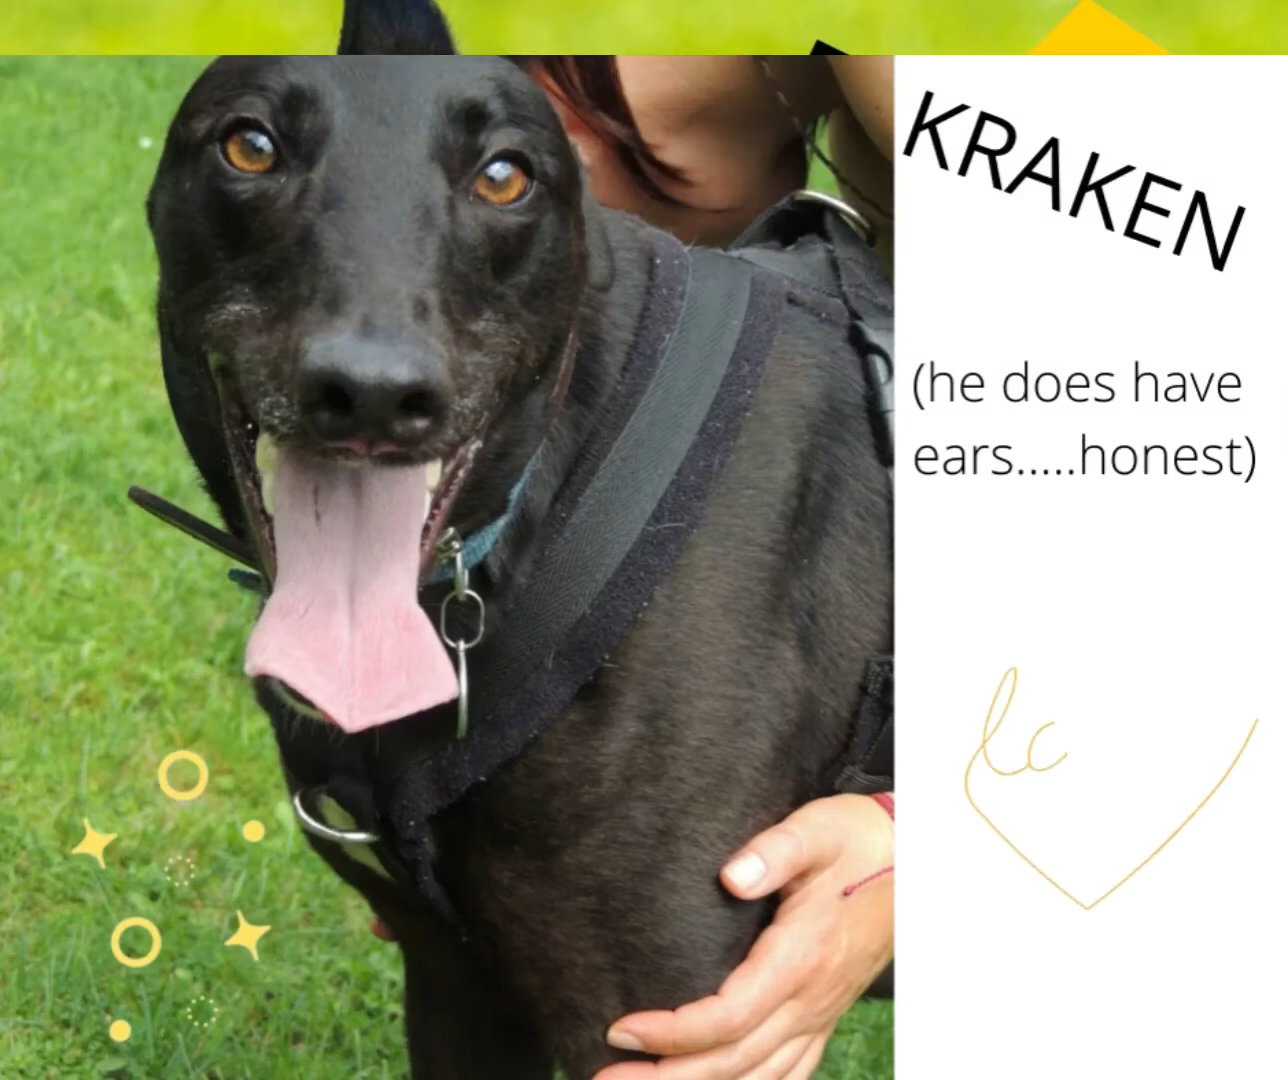 KRAKEN
(he does have
ears.....honest)
lc